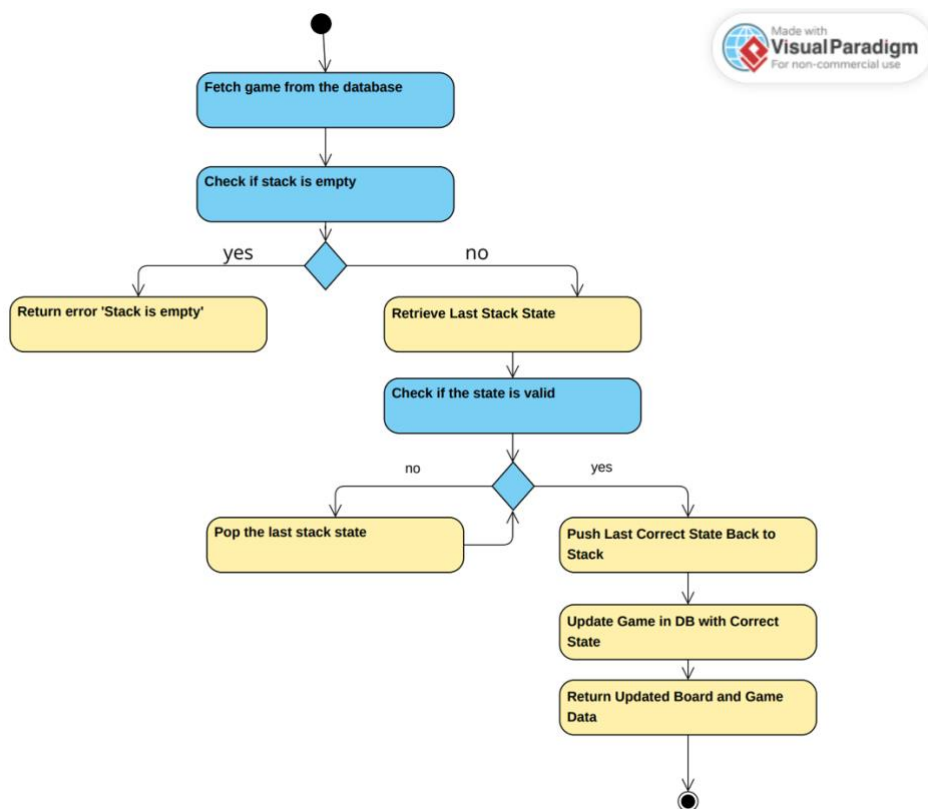 Made with
Visual Paradigm
For non-commercial use
Fetch game from the database
Check if stack is empty
yes
no
Return error 'Stack is empty'
Retrieve Last Stack State
Check if the state is valid
no
yes
Pop the last stack state
Push Last Correct State Back to
Stack
Update Game in DB with Correct
State
Return Updated Board and Game
Data